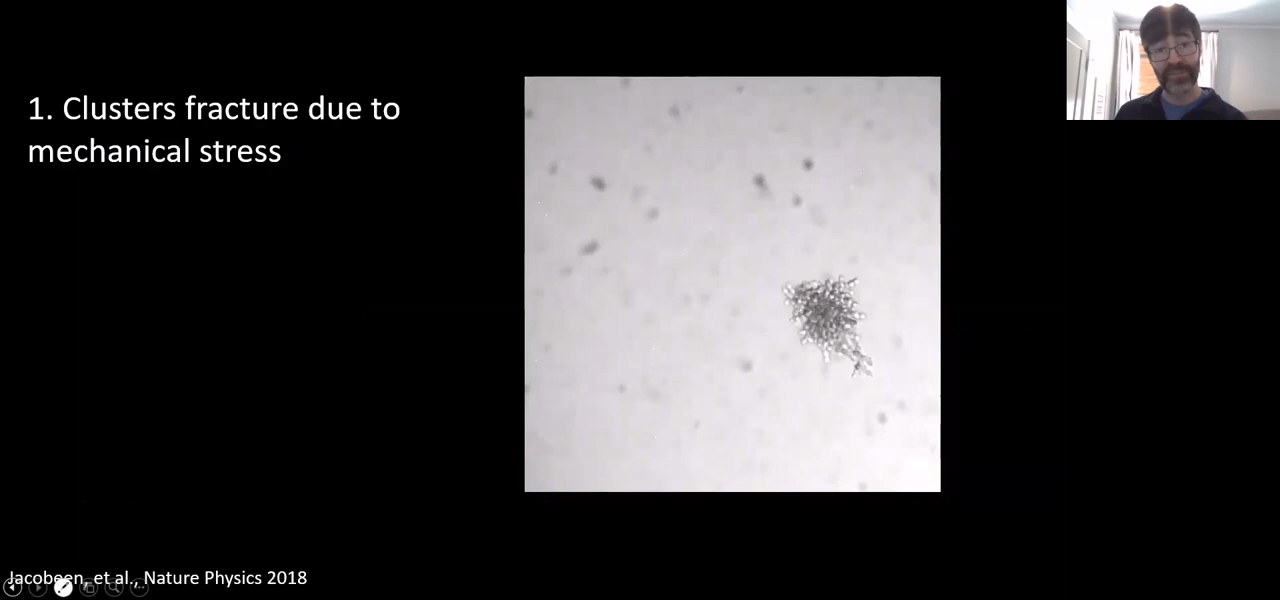 1. Clusters fracture due to
mechanical stress
Jacobeen, et al., Nature Physics 2018